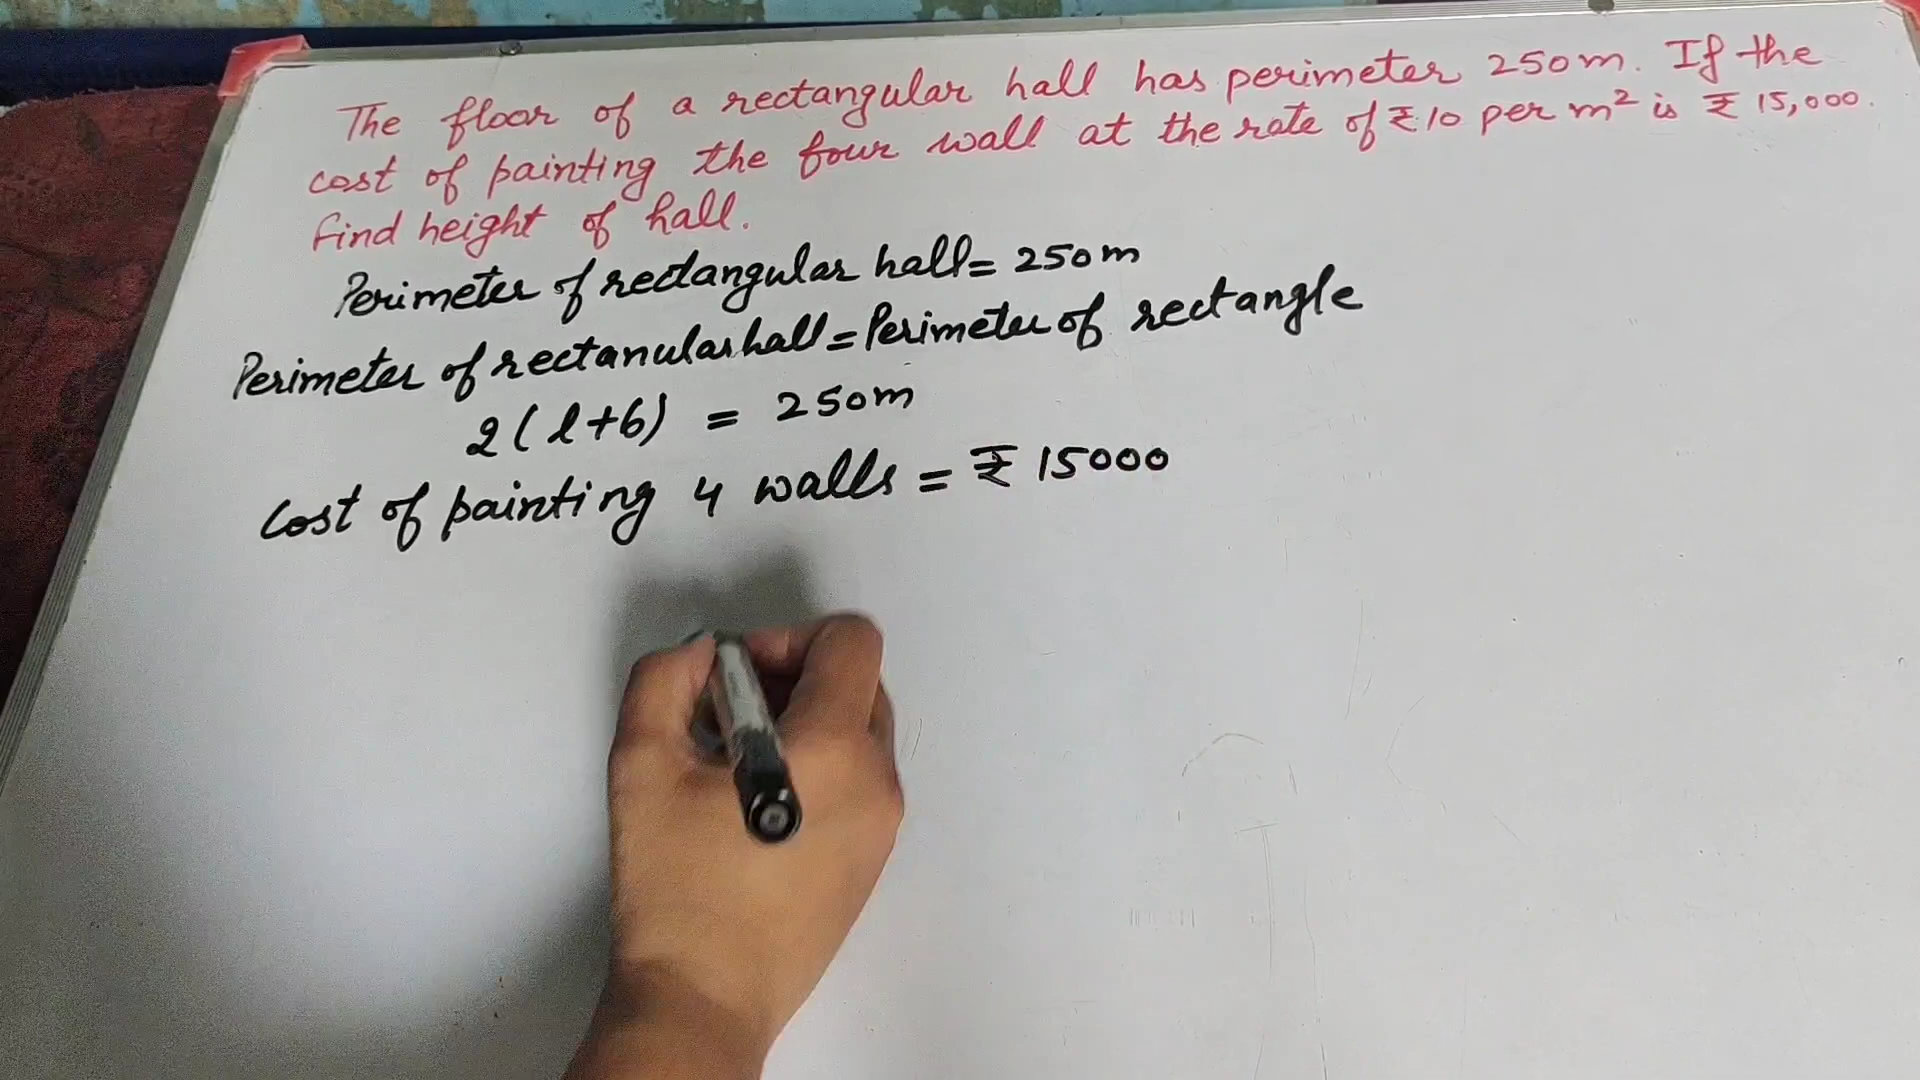 The floor of a rectangular hall has perimeter 250m. If the
cost of painting the four wall at the rate of ₹10 per m² is ₹15,000.
find height of hall.
Perimeter of rectangular hall= 250m
Perimeter of rectanular hall = Perimeter of rectangle
2(l+b) = 250m
Cost of painting 4 walls = ₹ 15000